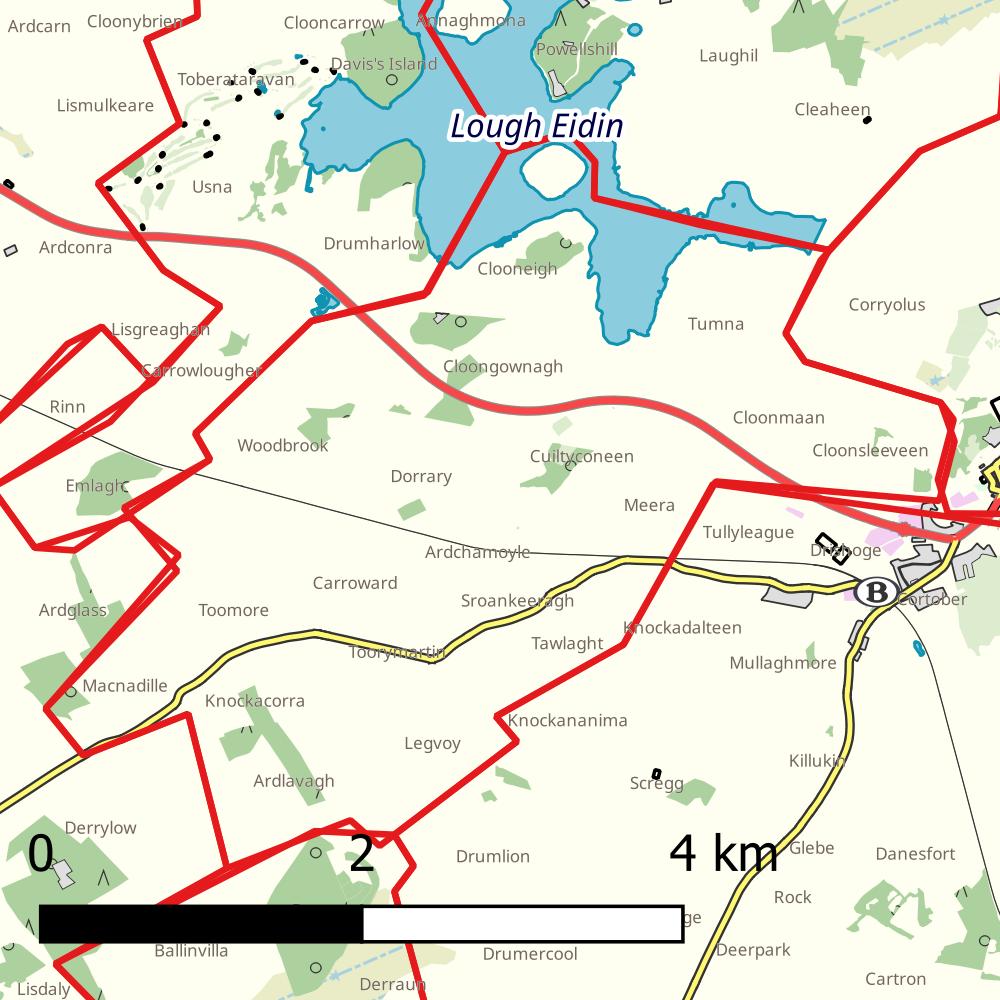 Ardcarn
Cloonybrien
Clooncarrow
Annaghmona
Powellshill
Laughil
Davis's Island
Toberataravan
Lismulkeare
Cleaheen
Lough Eidin
Usna
Ardconra
Drumharlow
Clooneigh
Corryolus
Lisgreaghan
Tumna
Carrowlougher
Cloongownagh
Rinn
Cloonmaan
Woodbrook
Cloonsleeven
Cuiltyconeen
Dorrary
Emlagh
Meera
Tullyleague
Ardchamoyle
Drishoge
Carroward
B
Sroankeeragh
Cortober
Ardglass
Toomore
Knockadalteen
Tawlaght
Toorymartin
Mullaghmore
Macnadille
Knockacorra
Knockananima
Legvoy
Killukin
Ardlavagh
Scregg
Derrylow
0 2 4 km
Drumlion
Glebe
Danesfort
Rock
ge
Ballinvilla
Drumercool
Deerpark
Cartron
Lisdaly
Derraun